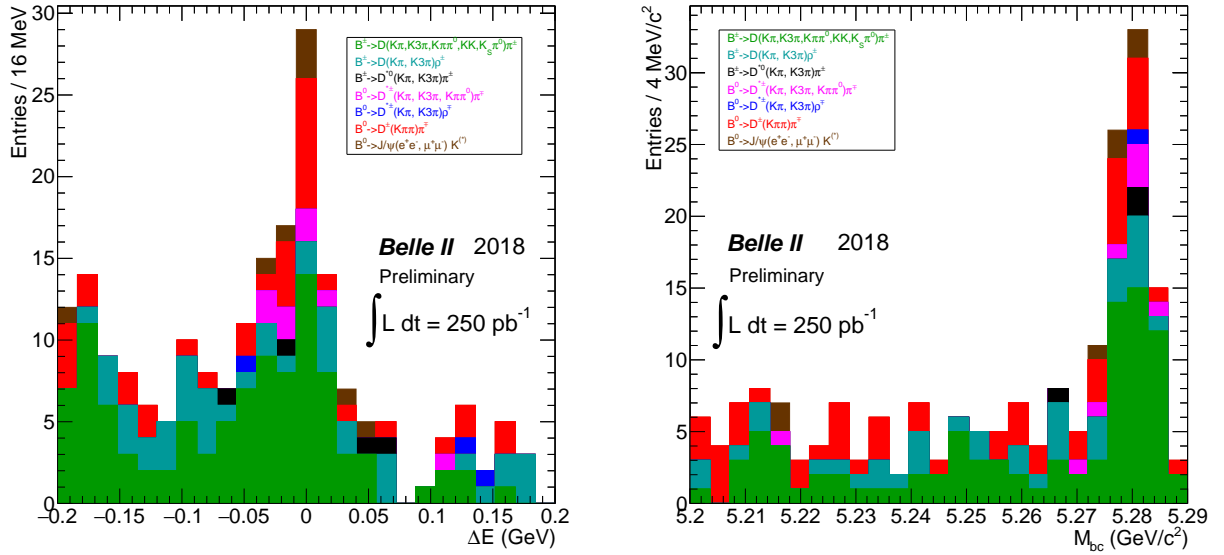 Entries / 16 MeV
30
25
20
15
10
5
0
B±->D(Kπ,K3π,Kππ⁰,KK,K_Sπ⁰)π±
B±->D(Kπ, K3π)ρ±
B±->D*⁰(Kπ, K3π)π±
B⁰->D*±(Kπ, K3π, Kππ⁰)π∓
B⁰->D*±(Kπ, K3π)ρ∓
B⁰->D±(Kππ)π∓
B⁰->J/ψ(e⁺e⁻, μ⁺μ⁻) K⁽*⁾
Belle II 2018
Preliminary
∫L dt = 250 pb⁻¹
−0.2 −0.15 −0.1 −0.05 0 0.05 0.1 0.15 0.2
ΔE (GeV)
Entries / 4 MeV/c²
30
25
20
15
10
5
0
B±->D(Kπ,K3π,Kππ⁰,KK,K_Sπ⁰)π±
B±->D(Kπ, K3π)ρ±
B±->D*⁰(Kπ, K3π)π±
B⁰->D*±(Kπ, K3π, Kππ⁰)π∓
B⁰->D*±(Kπ, K3π)ρ∓
B⁰->D±(Kππ)π∓
B⁰->J/ψ(e⁺e⁻, μ⁺μ⁻) K⁽*⁾
Belle II 2018
Preliminary
∫L dt = 250 pb⁻¹
5.2 5.21 5.22 5.23 5.24 5.25 5.26 5.27 5.28 5.29
M_bc (GeV/c²)